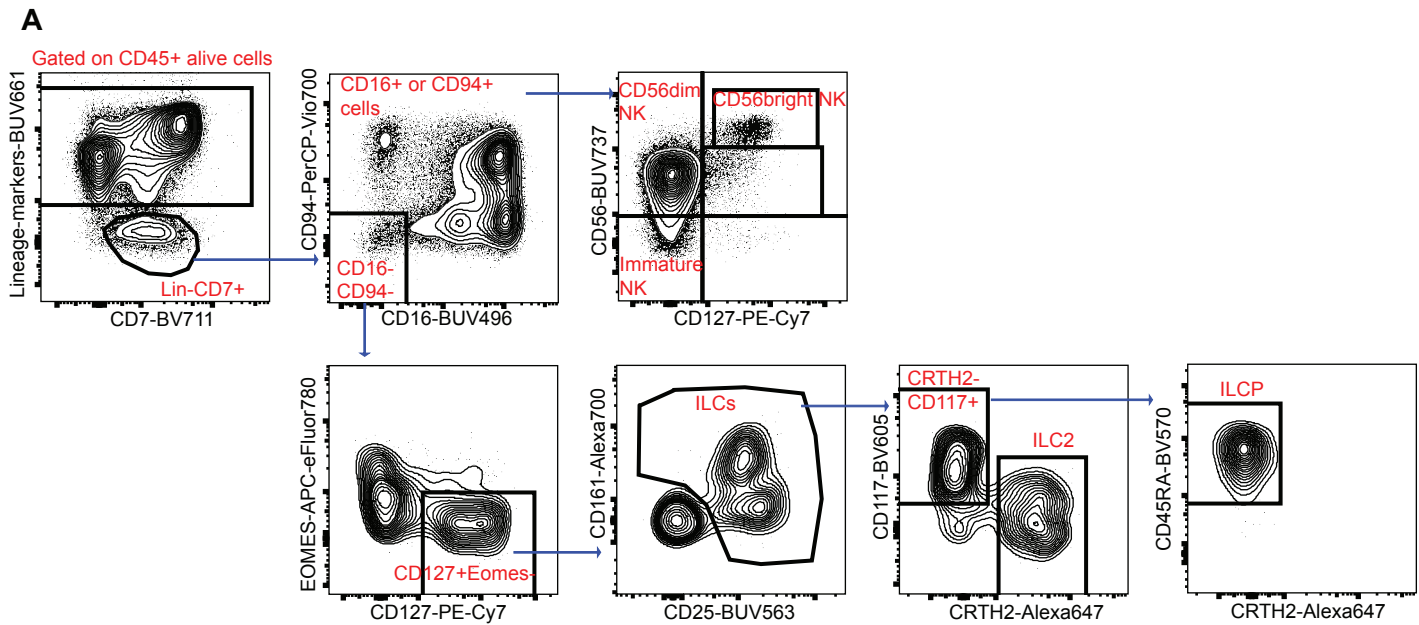 A
Gated on CD45+ alive cells
Lineage-markers-BUV661
Lin-CD7+
CD7-BV711
CD94-PerCP-Vio700
CD16+ or CD94+
cells
CD16-
CD94-
CD16-BUV496
CD56-BUV737
CD56dim
NK
CD56bright NK
Immature
NK
CD127-PE-Cy7
EOMES-APC-eFluor780
CD127+Eomes-
CD127-PE-Cy7
CD161-Alexa700
ILCs
CD25-BUV563
CD117-BV605
CRTH2-
CD117+
ILC2
CRTH2-Alexa647
CD45RA-BV570
ILCP
CRTH2-Alexa647